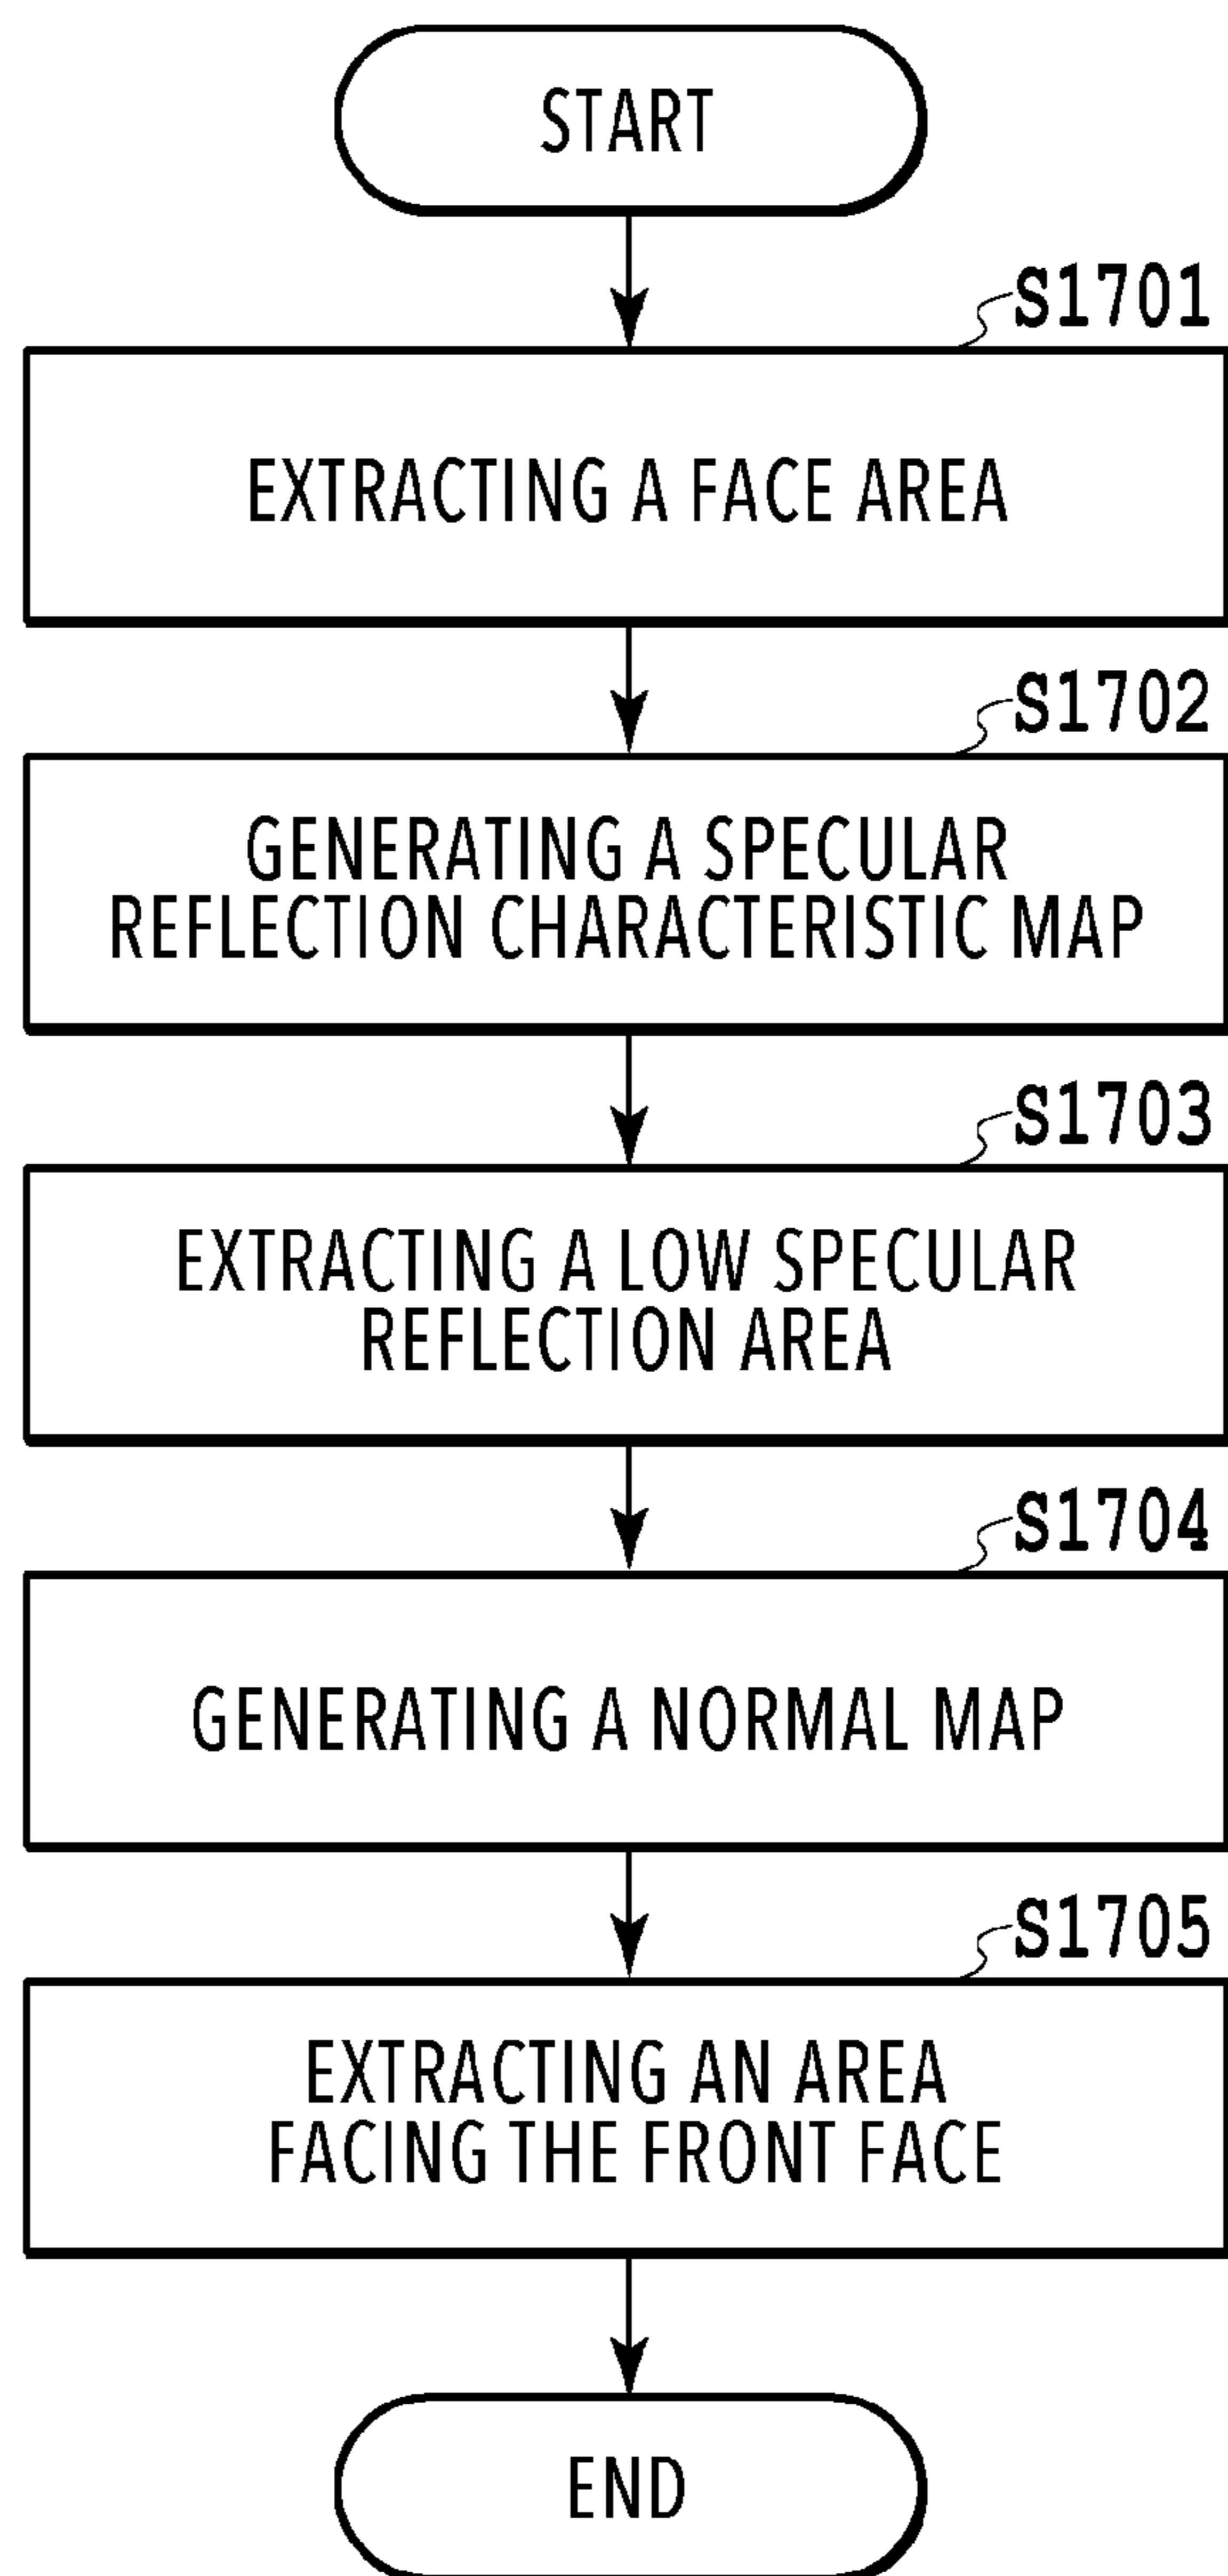 START
S1701
EXTRACTING A FACE AREA
S1702
GENERATING A SPECULAR
REFLECTION CHARACTERISTIC MAP
S1703
EXTRACTING A LOW SPECULAR
REFLECTION AREA
S1704
GENERATING A NORMAL MAP
S1705
EXTRACTING AN AREA
FACING THE FRONT FACE
END